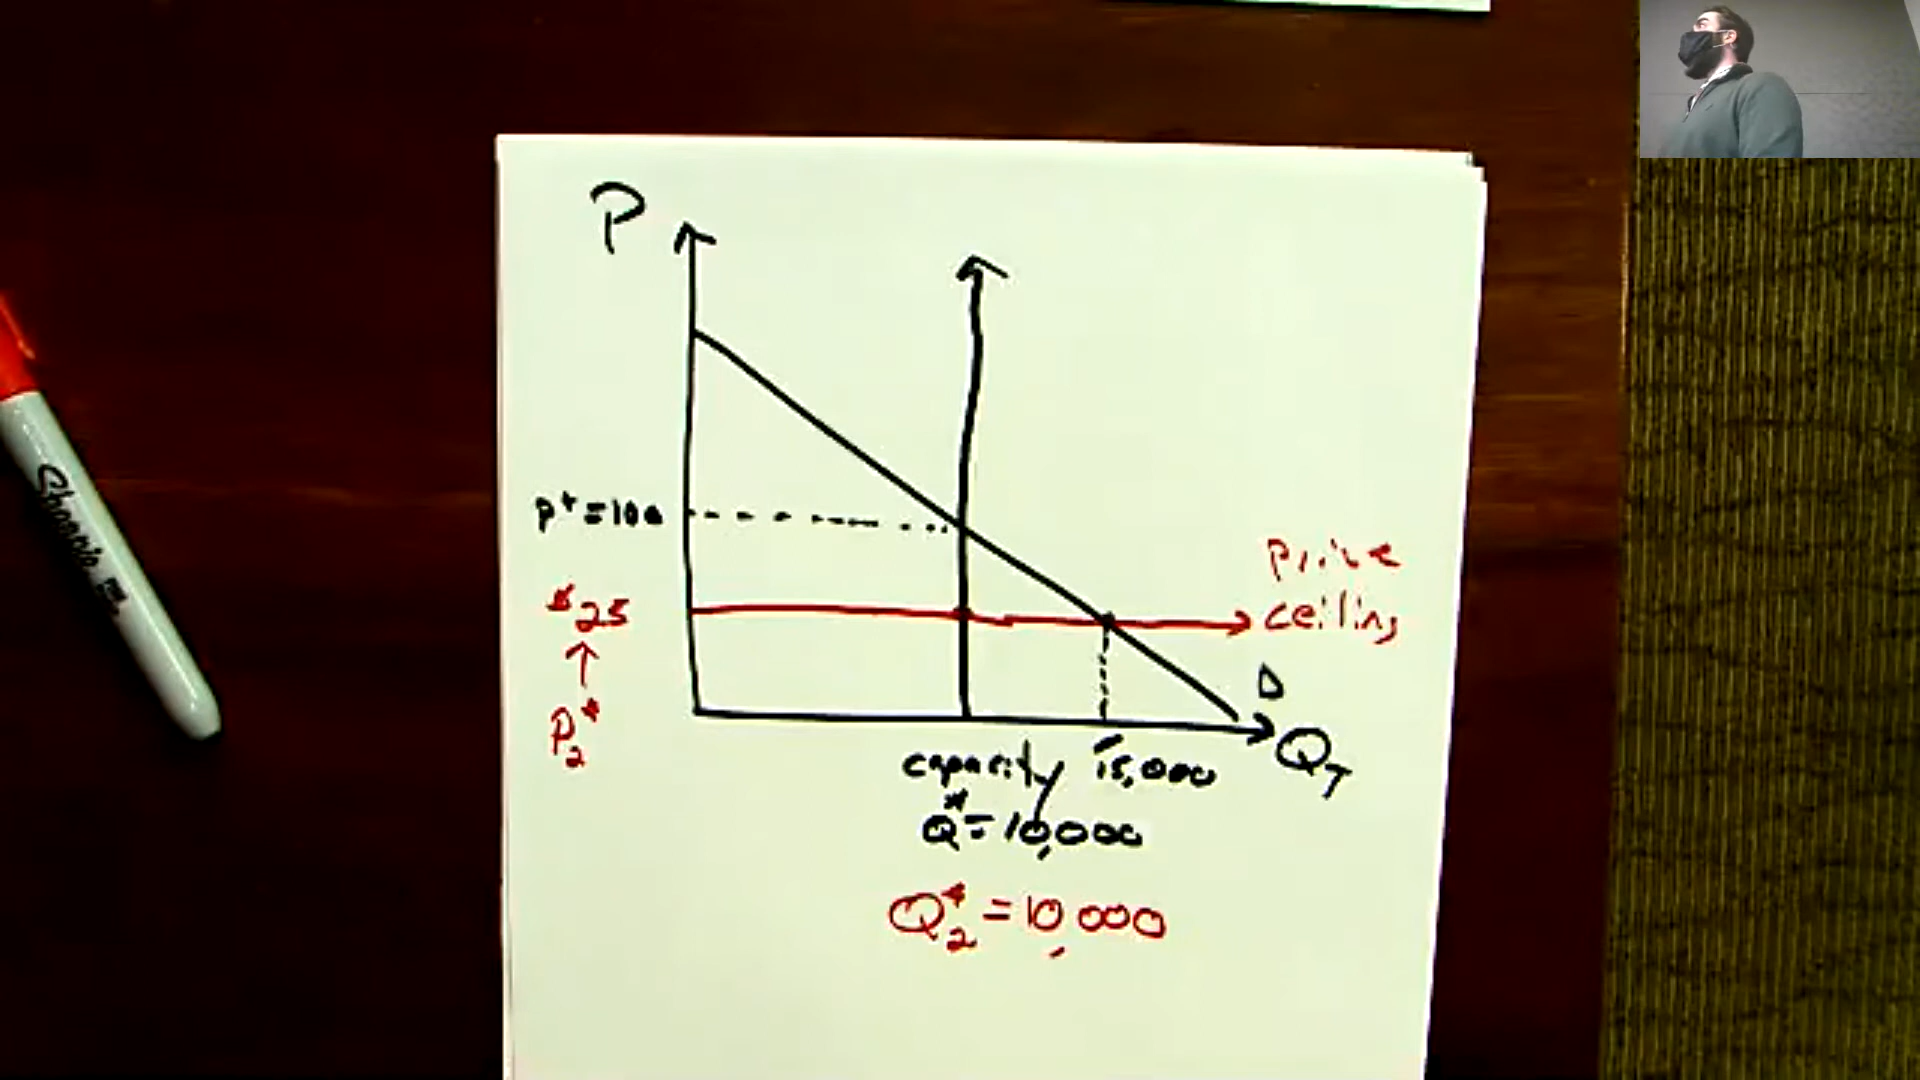 P
P* = 100
$25
↑
P₂*
Price
ceiling
D
Q_T
capacity
15,000
Q* = 10,000
Q₂* = 10,000
Sharpie